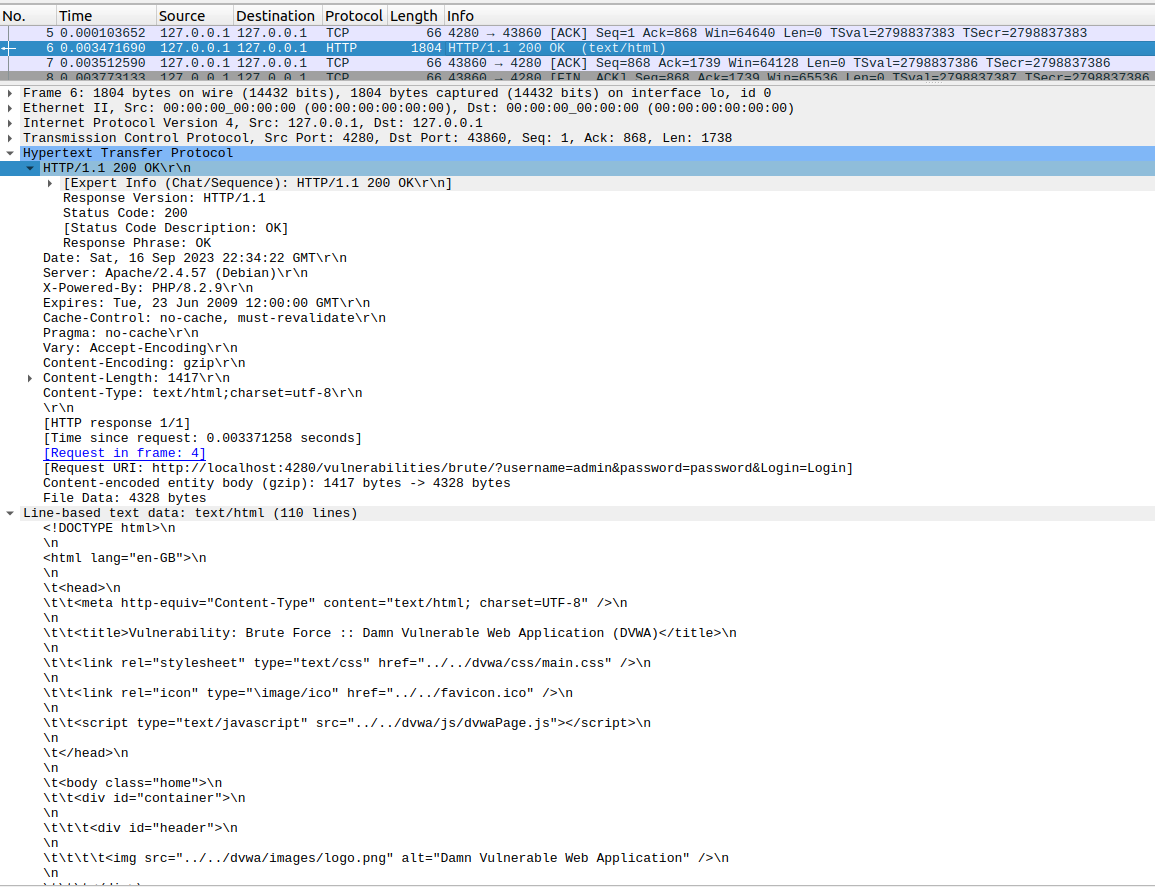 No. Time Source Destination Protocol Length Info
5 0.000103652 127.0.0.1 127.0.0.1 TCP 66 4280 → 43860 [ACK] Seq=1 Ack=868 Win=64640 Len=0 TSval=2798837383 TSecr=2798837383
6 0.003471690 127.0.0.1 127.0.0.1 HTTP 1804 HTTP/1.1 200 OK (text/html)
7 0.003512590 127.0.0.1 127.0.0.1 TCP 66 43860 → 4280 [ACK] Seq=868 Ack=1739 Win=64128 Len=0 TSval=2798837386 TSecr=2798837386
8 0.003773133 127.0.0.1 127.0.0.1 TCP 66 43860 → 4280 [FIN, ACK] Seq=868 Ack=1739 Win=65536 Len=0 TSval=2798837387 TSecr=2798837386
Frame 6: 1804 bytes on wire (14432 bits), 1804 bytes captured (14432 bits) on interface lo, id 0
Ethernet II, Src: 00:00:00_00:00:00 (00:00:00:00:00:00), Dst: 00:00:00_00:00:00 (00:00:00:00:00:00)
Internet Protocol Version 4, Src: 127.0.0.1, Dst: 127.0.0.1
Transmission Control Protocol, Src Port: 4280, Dst Port: 43860, Seq: 1, Ack: 868, Len: 1738
Hypertext Transfer Protocol
HTTP/1.1 200 OK\r\n
[Expert Info (Chat/Sequence): HTTP/1.1 200 OK\r\n]
Response Version: HTTP/1.1
Status Code: 200
[Status Code Description: OK]
Response Phrase: OK
Date: Sat, 16 Sep 2023 22:34:22 GMT\r\n
Server: Apache/2.4.57 (Debian)\r\n
X-Powered-By: PHP/8.2.9\r\n
Expires: Tue, 23 Jun 2009 12:00:00 GMT\r\n
Cache-Control: no-cache, must-revalidate\r\n
Pragma: no-cache\r\n
Vary: Accept-Encoding\r\n
Content-Encoding: gzip\r\n
Content-Length: 1417\r\n
Content-Type: text/html;charset=utf-8\r\n
\r\n
[HTTP response 1/1]
[Time since request: 0.003371258 seconds]
[Request in frame: 4]
[Request URI: http://localhost:4280/vulnerabilities/brute/?username=admin&password=password&Login=Login]
Content-encoded entity body (gzip): 1417 bytes -> 4328 bytes
File Data: 4328 bytes
Line-based text data: text/html (110 lines)
<!DOCTYPE html>\n
\n
<html lang="en-GB">\n
\n
\t<head>\n
\t\t<meta http-equiv="Content-Type" content="text/html; charset=UTF-8" />\n
\n
\t\t<title>Vulnerability: Brute Force :: Damn Vulnerable Web Application (DVWA)</title>\n
\n
\t\t<link rel="stylesheet" type="text/css" href="../../dvwa/css/main.css" />\n
\n
\t\t<link rel="icon" type="\image/ico" href="../../favicon.ico" />\n
\n
\t\t<script type="text/javascript" src="../../dvwa/js/dvwaPage.js"></script>\n
\n
\t</head>\n
\n
\t<body class="home">\n
\t\t<div id="container">\n
\n
\t\t\t<div id="header">\n
\n
\t\t\t\t<img src="../../dvwa/images/logo.png" alt="Damn Vulnerable Web Application" />\n
\n